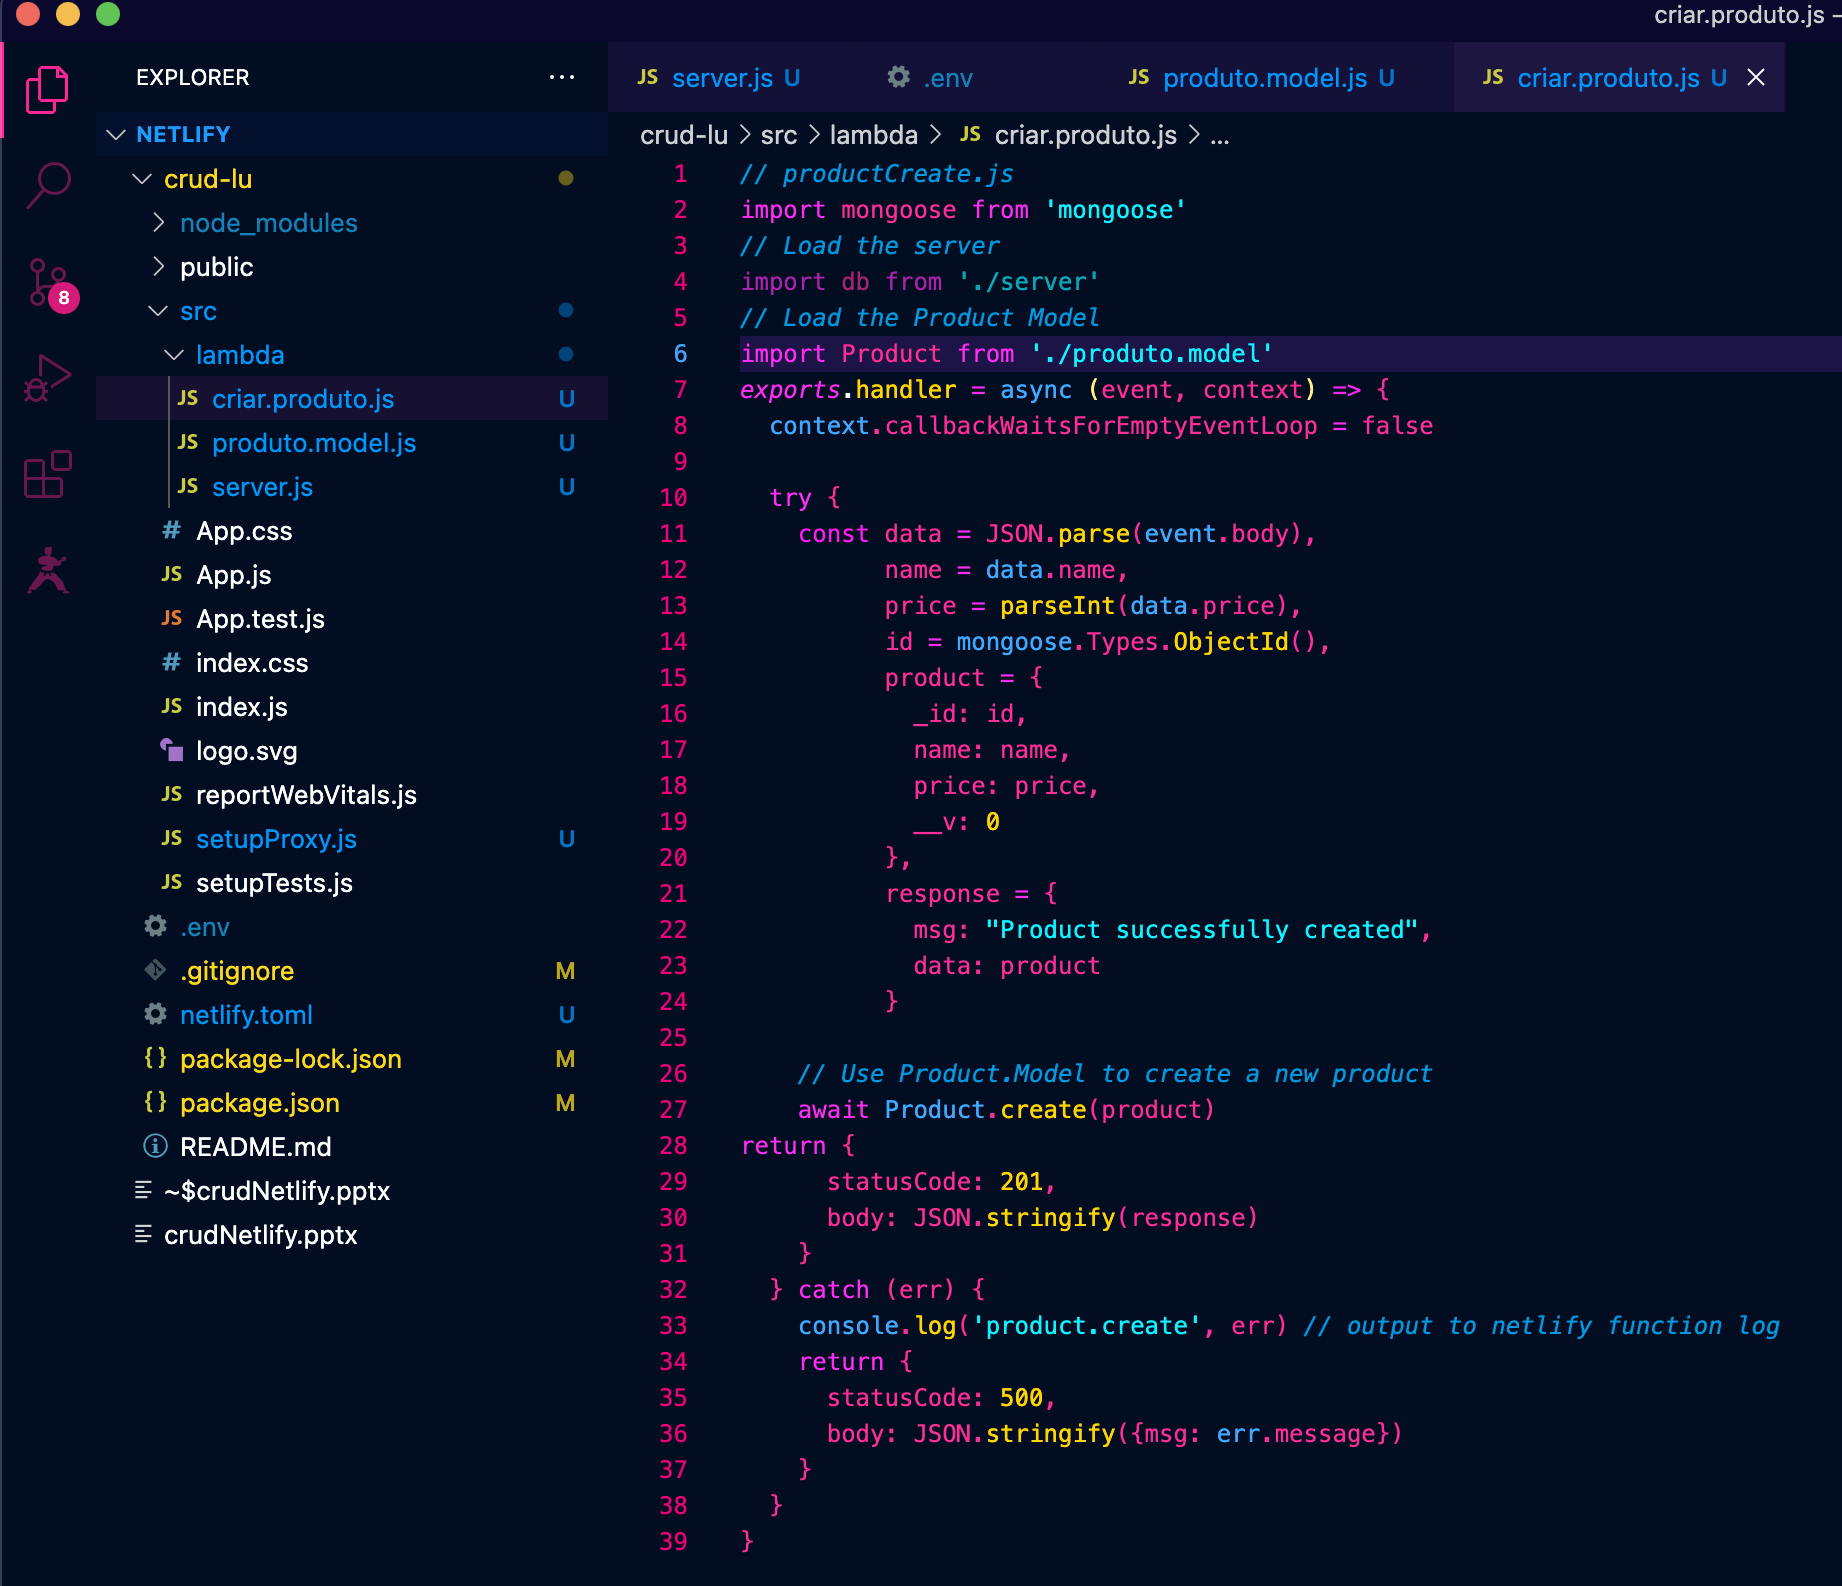 criar.produto.js –
EXPLORER ···
NETLIFY
crud-lu
node_modules
public
src
8
lambda
JS criar.produto.js U
JS produto.model.js U
JS server.js U
# App.css
JS App.js
JS App.test.js
# index.css
JS index.js
logo.svg
JS reportWebVitals.js
JS setupProxy.js U
JS setupTests.js
.env
.gitignore M
netlify.toml U
{} package-lock.json M
{} package.json M
README.md
~$crudNetlify.pptx
crudNetlify.pptx
JS server.js U .env JS produto.model.js U JS criar.produto.js U
crud-lu > src > lambda > JS criar.produto.js > ...
1 // productCreate.js
2 import mongoose from 'mongoose'
3 // Load the server
4 import db from './server'
5 // Load the Product Model
6 import Product from './produto.model'
7 exports.handler = async (event, context) => {
8   context.callbackWaitsForEmptyEventLoop = false
9
10   try {
11     const data = JSON.parse(event.body),
12           name = data.name,
13           price = parseInt(data.price),
14           id = mongoose.Types.ObjectId(),
15           product = {
16             _id: id,
17             name: name,
18             price: price,
19             __v: 0
20           },
21           response = {
22             msg: "Product successfully created",
23             data: product
24           }
25
26     // Use Product.Model to create a new product
27     await Product.create(product)
28 return {
29       statusCode: 201,
30       body: JSON.stringify(response)
31     }
32   } catch (err) {
33     console.log('product.create', err) // output to netlify function log
34     return {
35       statusCode: 500,
36       body: JSON.stringify({msg: err.message})
37     }
38   }
39 }